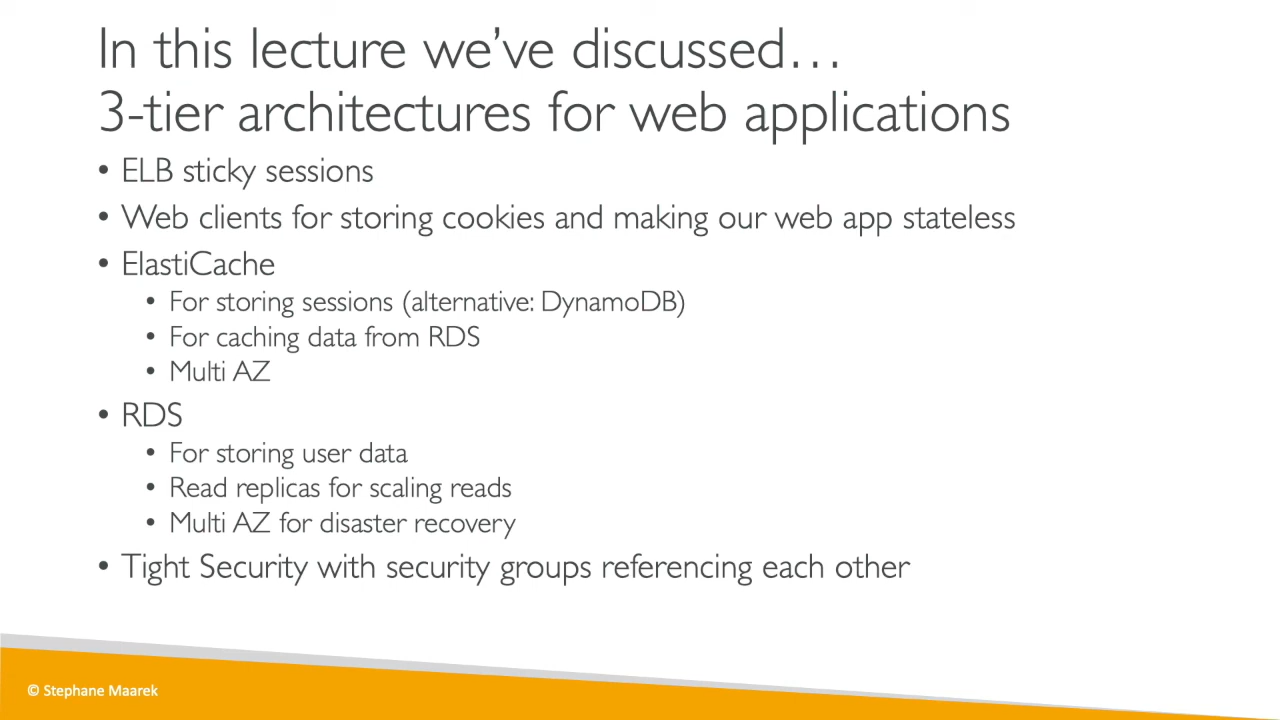 In this lecture we’ve discussed…
3-tier architectures for web applications
• ELB sticky sessions
• Web clients for storing cookies and making our web app stateless
• ElastiCache
• For storing sessions (alternative: DynamoDB)
• For caching data from RDS
• Multi AZ
• RDS
• For storing user data
• Read replicas for scaling reads
• Multi AZ for disaster recovery
• Tight Security with security groups referencing each other
© Stephane Maarek